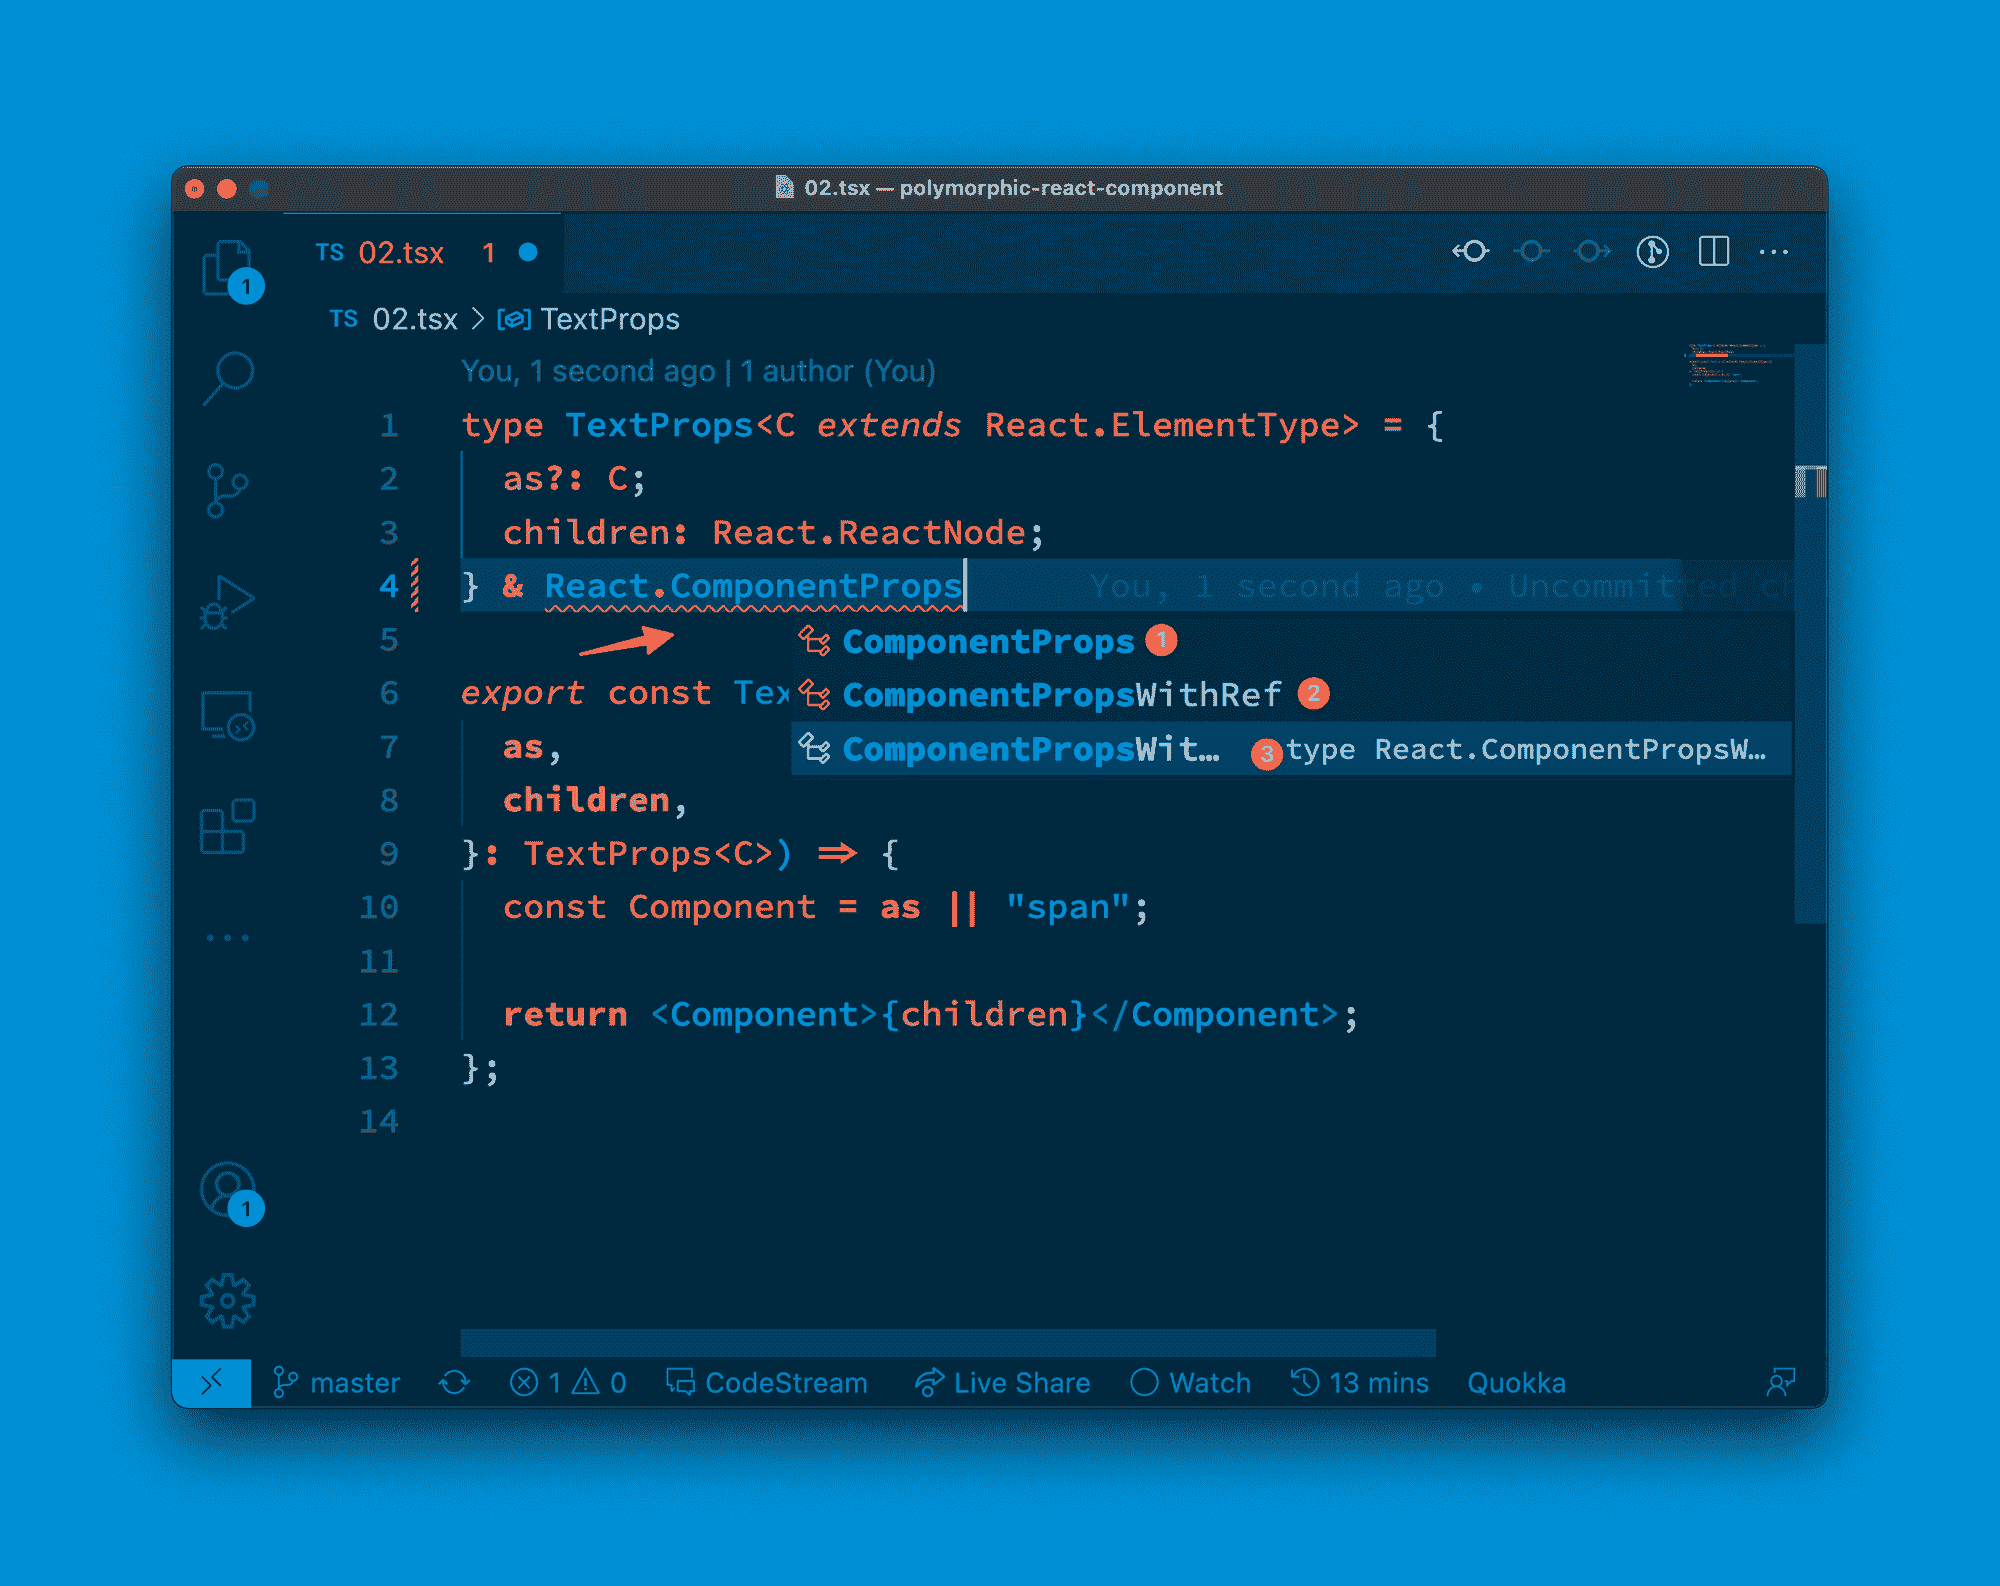 02.tsx — polymorphic-react-component
TS 02.tsx 1
1
TS 02.tsx > TextProps
You, 1 second ago | 1 author (You)
1 type TextProps<C extends React.ElementType> = {
2 as?: C;
3 children: React.ReactNode;
4 } & React.ComponentProps You, 1 second ago • Uncommitted ch
5 ComponentProps 1
6 export const Tex ComponentPropsWithRef 2
7 as, ComponentPropsWit… 3 type React.ComponentPropsW…
8 children,
9 }: TextProps<C>) => {
10 const Component = as || "span";
11
12 return <Component>{children}</Component>;
13 };
14
1
master 1 0 CodeStream Live Share Watch 13 mins Quokka